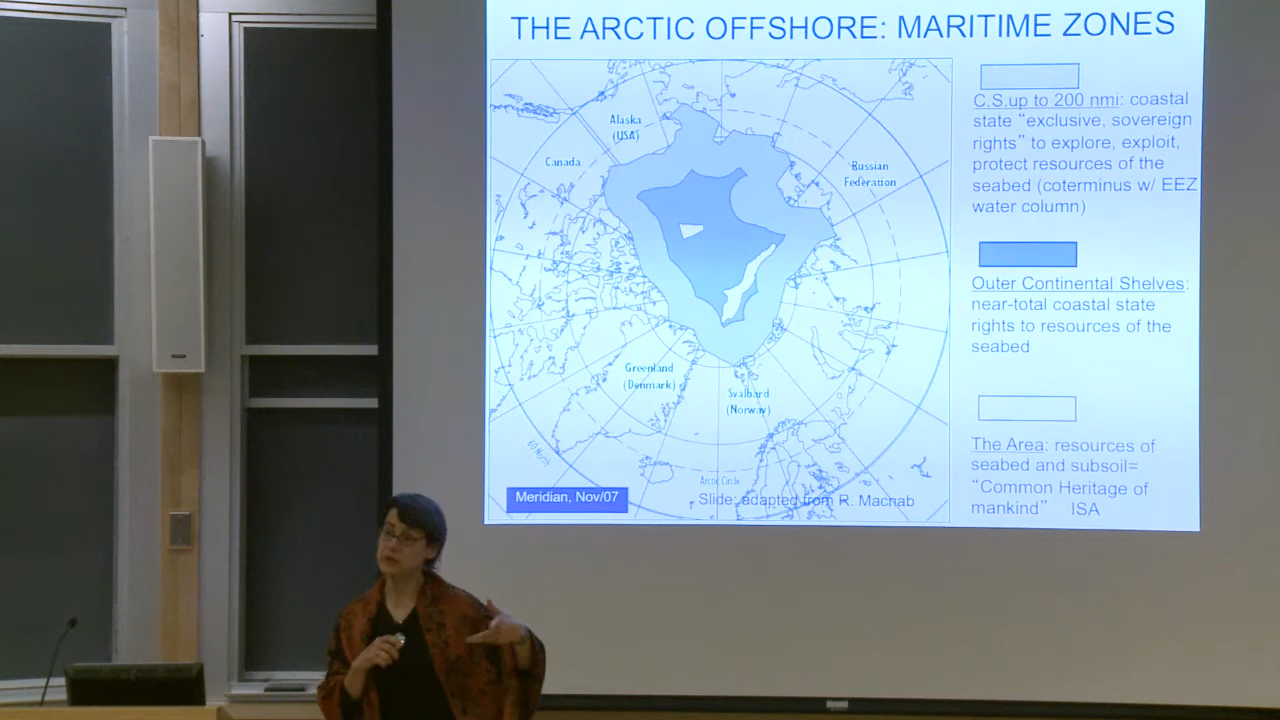 THE ARCTIC OFFSHORE: MARITIME ZONES
Alaska
(USA)
Canada
Russian
Federation
Greenland
(Denmark)
Svalbard
(Norway)
60 North
Arctic Circle
Meridian, Nov/07
Slide: adapted from R. Macnab
C.S.up to 200 nmi: coastal
state “exclusive, sovereign
rights” to explore, exploit,
protect resources of the
seabed (coterminus w/ EEZ
water column)
Outer Continental Shelves:
near-total coastal state
rights to resources of the
seabed
The Area: resources of
seabed and subsoil=
“Common Heritage of
mankind” ISA